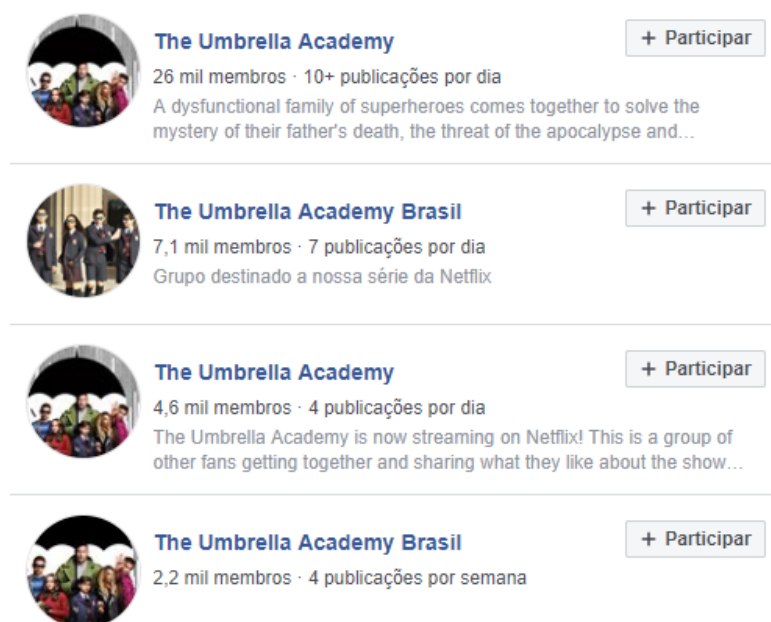 The Umbrella Academy
+ Participar
26 mil membros · 10+ publicações por dia
A dysfunctional family of superheroes comes together to solve the
mystery of their father's death, the threat of the apocalypse and...
The Umbrella Academy Brasil
+ Participar
7,1 mil membros · 7 publicações por dia
Grupo destinado a nossa série da Netflix
The Umbrella Academy
+ Participar
4,6 mil membros · 4 publicações por dia
The Umbrella Academy is now streaming on Netflix! This is a group of
other fans getting together and sharing what they like about the show...
The Umbrella Academy Brasil
+ Participar
2,2 mil membros · 4 publicações por semana